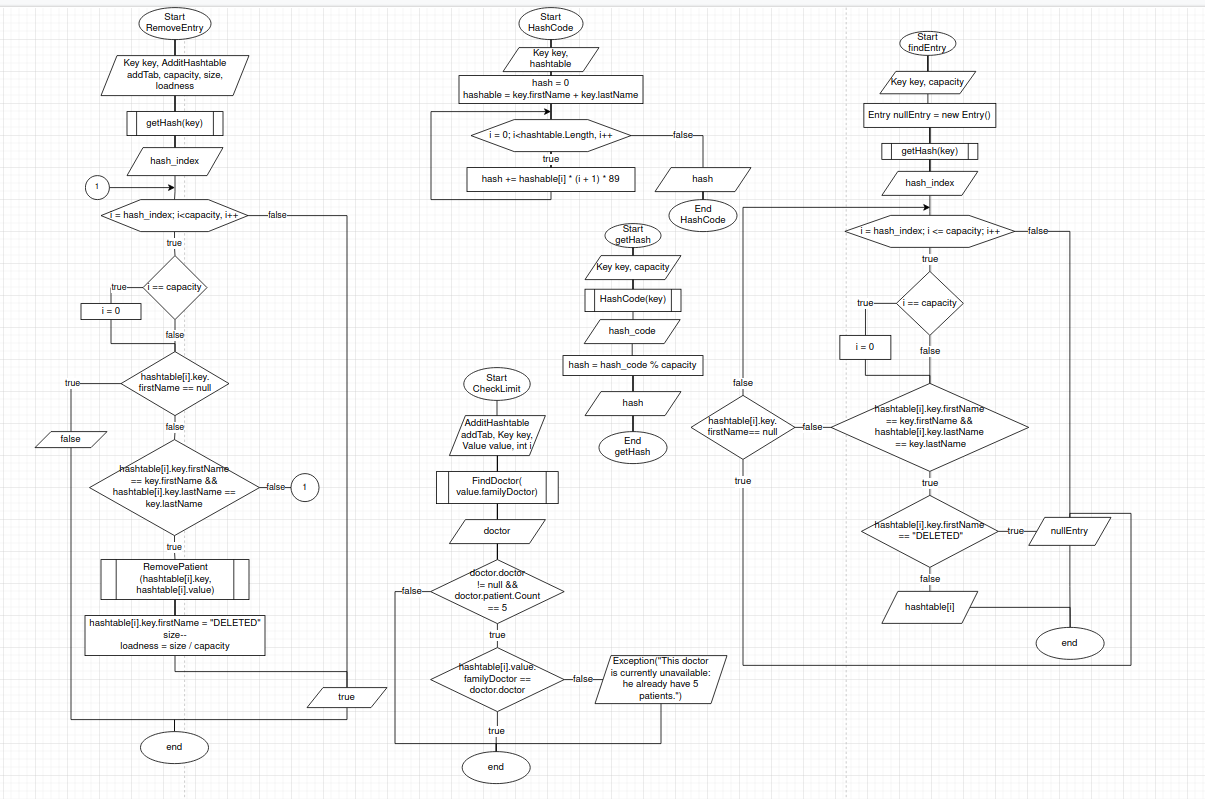 Start
RemoveEntry
Key key, AdditHashtable
addTab, capacity, size,
loadness
getHash(key)
hash_index
1
i = hash_index; i<capacity, i++
false
true
i == capacity
true
i = 0
false
hashtable[i].key.
firstName == null
true
false
false
hashtable[i].key.firstName
== key.firstName &&
hashtable[i].key.lastName ==
key.lastName
false
1
true
RemovePatient
(hashtable[i].key,
hashtable[i].value)
hashtable[i].key.firstName = "DELETED"
size--
loadness = size / capacity
true
end
Start
HashCode
Key key,
hashtable
hash = 0
hashable = key.firstName + key.lastName
i = 0; i<hashtable.Length, i++
false
true
hash += hashable[i] * (i + 1) * 89
hash
End
HashCode
Start
getHash
Key key, capacity
HashCode(key)
hash_code
hash = hash_code % capacity
hash
End
getHash
Start
CheckLimit
AdditHashtable
addTab, Key key,
Value value, int i
FindDoctor(
value.familyDoctor)
doctor
doctor.doctor
!= null &&
doctor.patient.Count
== 5
false
true
hashtable[i].value.
familyDoctor ==
doctor.doctor
false
Exception("This doctor
is currently unavailable:
he already have 5
patients.")
true
end
Start
findEntry
Key key, capacity
Entry nullEntry = new Entry()
getHash(key)
hash_index
i = hash_index; i <= capacity; i++
false
true
i == capacity
true
i = 0
false
hashtable[i].key.firstName
== key.firstName &&
hashtable[i].key.lastName
== key.lastName
false
hashtable[i].key.
firstName== null
false
true
true
hashtable[i].key.firstName
== "DELETED"
true
nullEntry
false
hashtable[i]
end